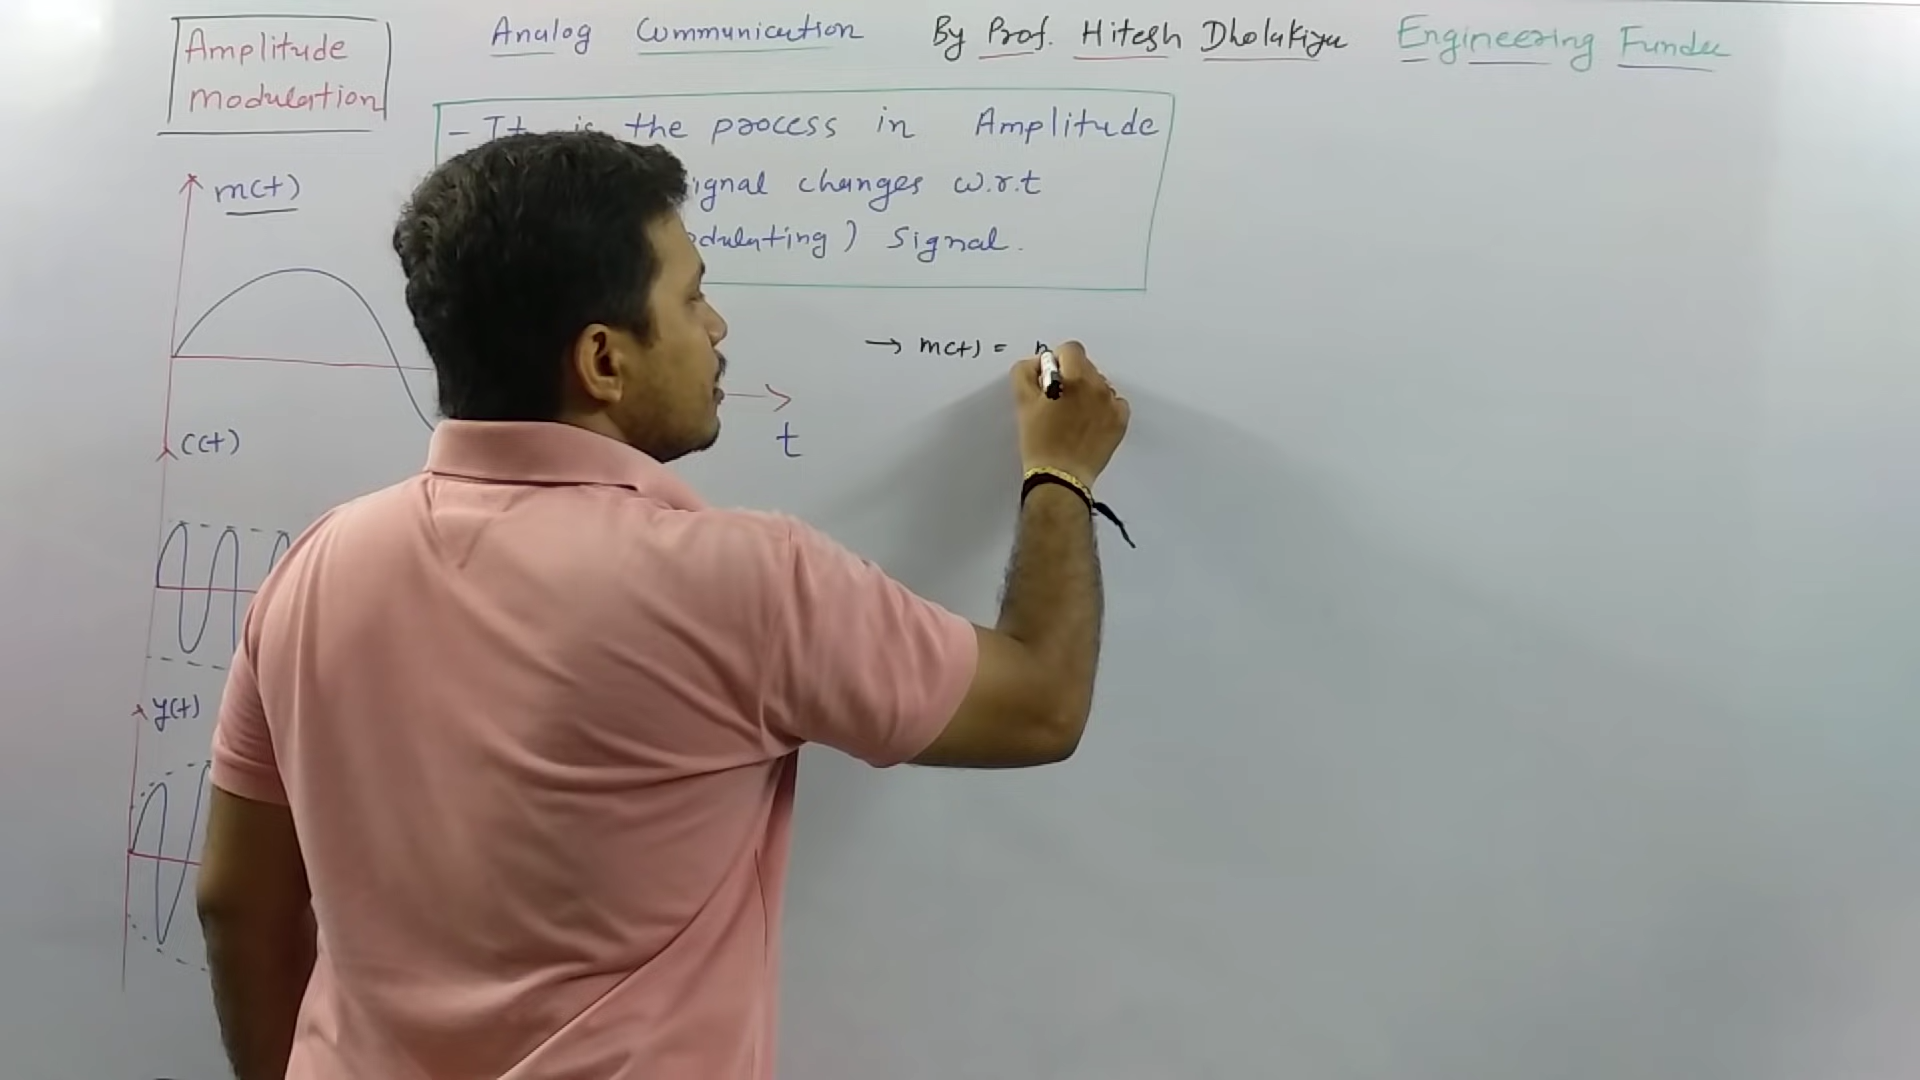 Amplitude
modulation
Analog Communication By Prof. Hitesh Dholakiya Engineering Funda
- It is the process in Amplitude
ignal changes w.r.t
odulating) Signal.
m(t)
→ m(t) =
t
c(t)
y(t)